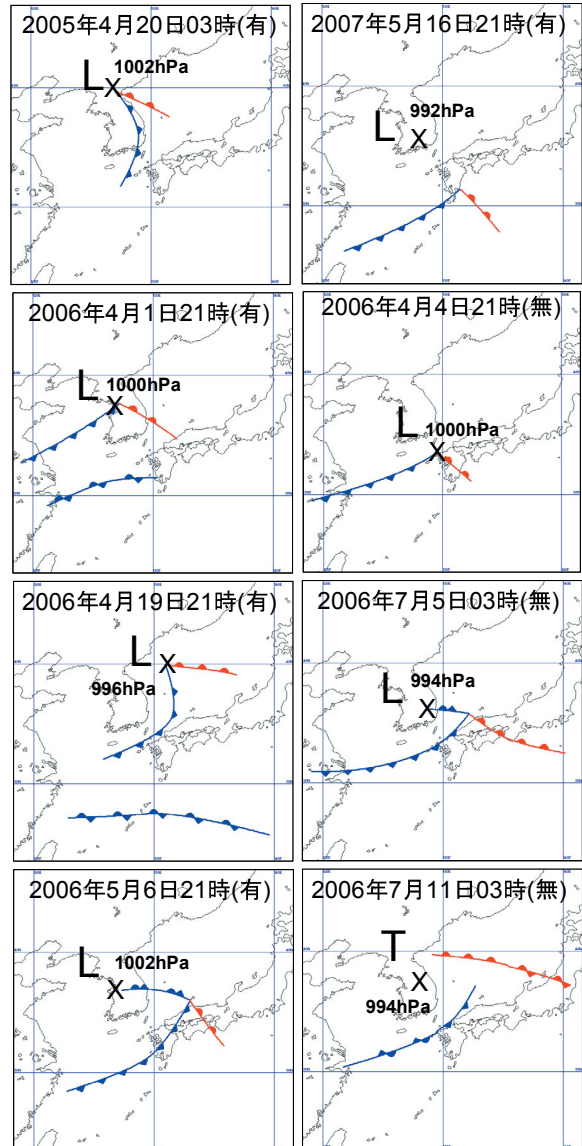 2005年4月20日03時(有)
L
1002hPa
X
2007年5月16日21時(有)
992hPa
L
X
2006年4月1日21時(有)
L
1000hPa
X
2006年4月4日21時(無)
L
1000hPa
X
2006年4月19日21時(有)
L
X
996hPa
2006年7月5日03時(無)
L
994hPa
X
2006年5月6日21時(有)
L
1002hPa
X
2006年7月11日03時(無)
T
X
994hPa